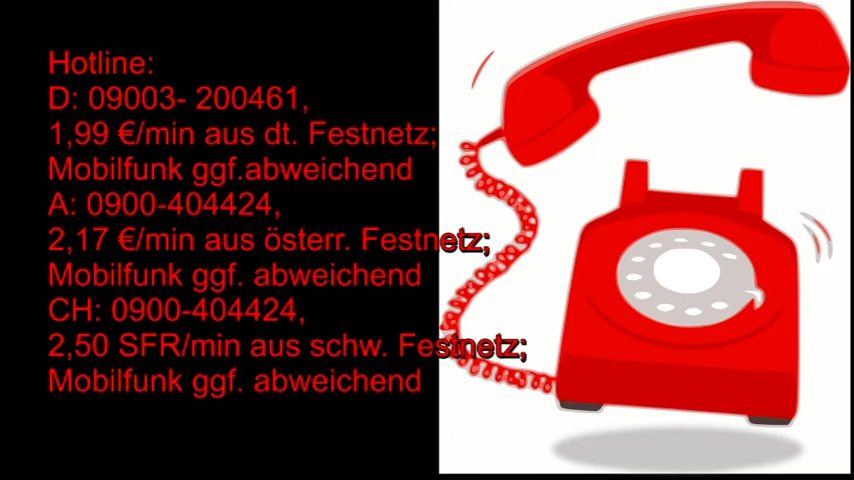 Hotline:
D: 09003- 200461,
1,99 €/min aus dt. Festnetz;
Mobilfunk ggf.abweichend
A: 0900-404424,
2,17 €/min aus österr. Festnetz;
Mobilfunk ggf. abweichend
CH: 0900-404424,
2,50 SFR/min aus schw. Festnetz;
Mobilfunk ggf. abweichend